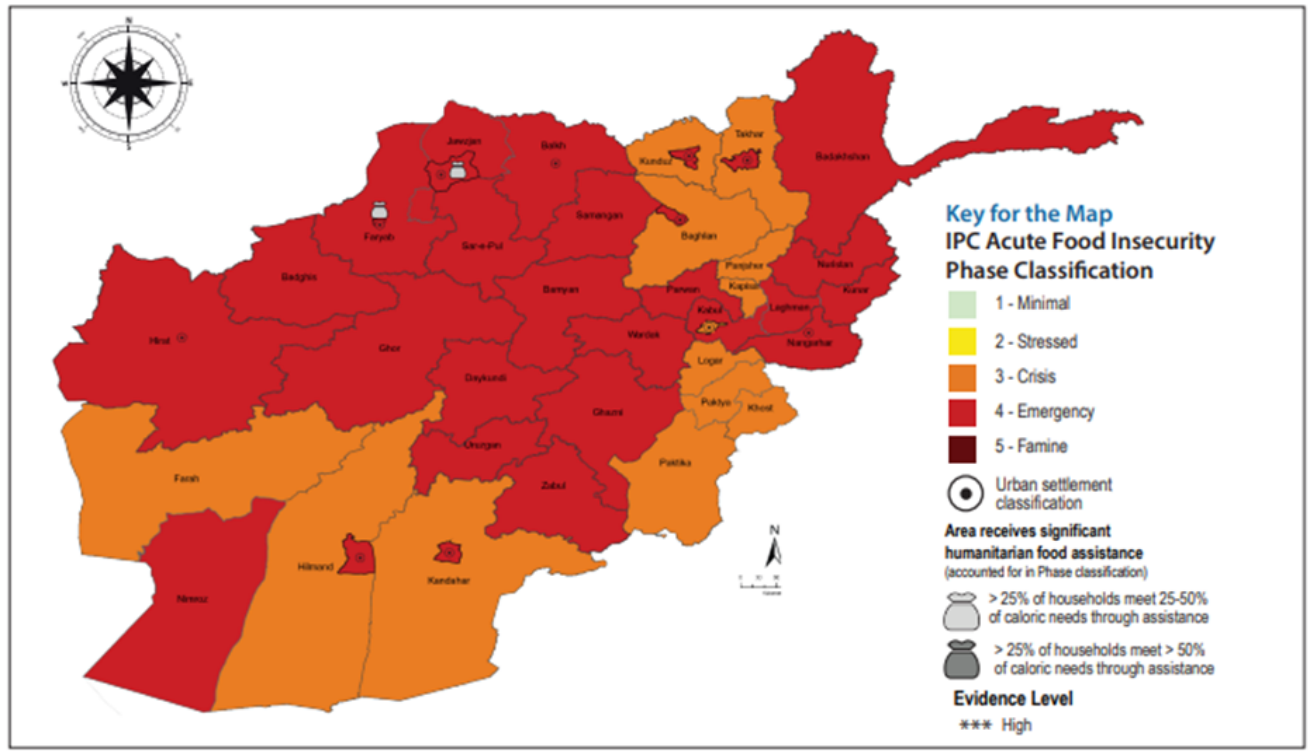 N
Jawzjan
Balkh
Kunduz
Takhar
Badakhshan
Faryab
Sar-e-Pul
Samangan
Baghlan
Badghis
Bamyan
Parwan
Panjsher
Kapisa
Nuristan
Kunar
Kabul
Laghman
Nangarhar
Hirat
Ghor
Wardak
Logar
Daykundi
Ghazni
Paktya
Khost
Uruzgan
Paktika
Farah
Zabul
Nimroz
Hilmand
Kandahar
N
Key for the Map
IPC Acute Food Insecurity
Phase Classification
1 - Minimal
2 - Stressed
3 - Crisis
4 - Emergency
5 - Famine
Urban settlement
classification
Area receives significant
humanitarian food assistance
(accounted for in Phase classification)
> 25% of households meet 25-50%
of caloric needs through assistance
> 25% of households meet > 50%
of caloric needs through assistance
Evidence Level
*** High